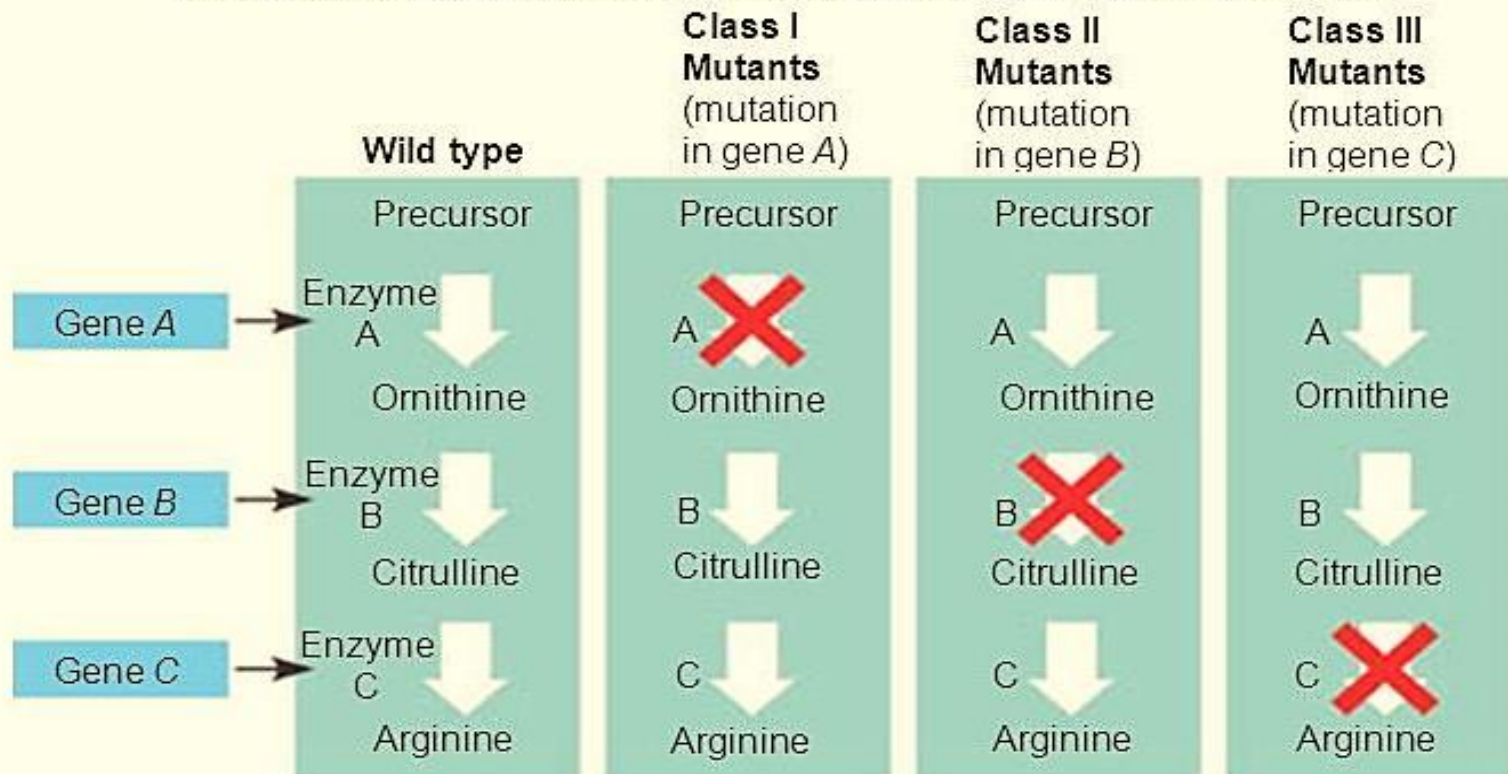 Class I
Mutants
(mutation
in gene A)
Class II
Mutants
(mutation
in gene B)
Class III
Mutants
(mutation
in gene C)
Wild type
Precursor
Precursor
Precursor
Precursor
Gene A
Enzyme
A
A
A
A
Ornithine
Ornithine
Ornithine
Ornithine
Gene B
Enzyme
B
B
B
B
Citrulline
Citrulline
Citrulline
Citrulline
Gene C
Enzyme
C
C
C
C
Arginine
Arginine
Arginine
Arginine